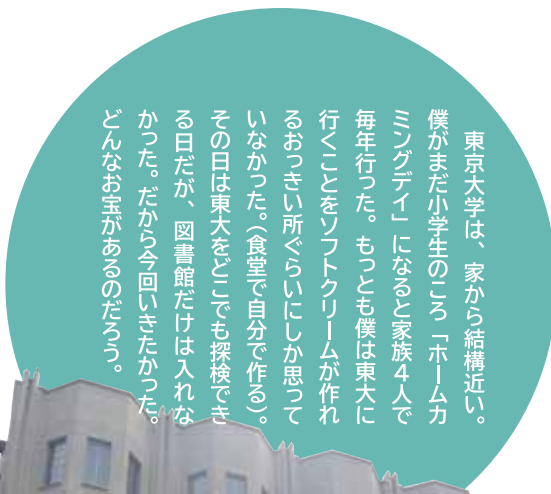 東京大学は、家から結構近い。
僕がまだ小学生のころ「ホームカ
ミングデイ」になると家族４人で
毎年行った。もっとも僕は東大に
行くことをソフトクリームが作れ
るおっきい所ぐらいにしか思って
いなかった。（食堂で自分で作る）。
その日は東大をどこでも探検でき
る日だが、図書館だけは入れな
かった。だから今回いきたかった。
どんなお宝があるのだろう。